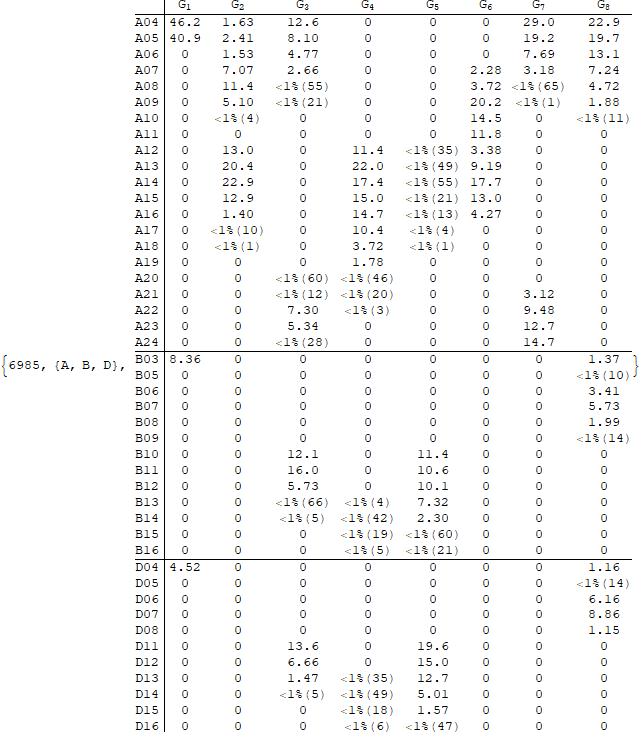 G1 G2 G3 G4 G5 G6 G7 G8
A04 46.2 1.63 12.6 0 0 0 29.0 22.9
A05 40.9 2.41 8.10 0 0 0 19.2 19.7
A06 0 1.53 4.77 0 0 0 7.69 13.1
A07 0 7.07 2.66 0 0 2.28 3.18 7.24
A08 0 11.4 <1%(55) 0 0 3.72 <1%(65) 4.72
A09 0 5.10 <1%(21) 0 0 20.2 <1%(1) 1.88
A10 0 <1%(4) 0 0 0 14.5 0 <1%(11)
A11 0 0 0 0 0 11.8 0 0
A12 0 13.0 0 11.4 <1%(35) 3.38 0 0
A13 0 20.4 0 22.0 <1%(49) 9.19 0 0
A14 0 22.9 0 17.4 <1%(55) 17.7 0 0
A15 0 12.9 0 15.0 <1%(21) 13.0 0 0
A16 0 1.40 0 14.7 <1%(13) 4.27 0 0
A17 0 <1%(10) 0 10.4 <1%(4) 0 0 0
A18 0 <1%(1) 0 3.72 <1%(1) 0 0 0
A19 0 0 0 1.78 0 0 0 0
A20 0 0 <1%(60) <1%(46) 0 0 0 0
A21 0 0 <1%(12) <1%(20) 0 0 3.12 0
A22 0 0 7.30 <1%(3) 0 0 9.48 0
A23 0 0 5.34 0 0 0 12.7 0
A24 0 0 <1%(28) 0 0 0 14.7 0
{6985, {A, B, D}, B03 8.36 0 0 0 0 0 0 1.37 }
B05 0 0 0 0 0 0 0 <1%(10)
B06 0 0 0 0 0 0 0 3.41
B07 0 0 0 0 0 0 0 5.73
B08 0 0 0 0 0 0 0 1.99
B09 0 0 0 0 0 0 0 <1%(14)
B10 0 0 12.1 0 11.4 0 0 0
B11 0 0 16.0 0 10.6 0 0 0
B12 0 0 5.73 0 10.1 0 0 0
B13 0 0 <1%(66) <1%(4) 7.32 0 0 0
B14 0 0 <1%(5) <1%(42) 2.30 0 0 0
B15 0 0 0 <1%(19) <1%(60) 0 0 0
B16 0 0 0 <1%(5) <1%(21) 0 0 0
D04 4.52 0 0 0 0 0 0 1.16
D05 0 0 0 0 0 0 0 <1%(14)
D06 0 0 0 0 0 0 0 6.16
D07 0 0 0 0 0 0 0 8.86
D08 0 0 0 0 0 0 0 1.15
D11 0 0 13.6 0 19.6 0 0 0
D12 0 0 6.66 0 15.0 0 0 0
D13 0 0 1.47 <1%(35) 12.7 0 0 0
D14 0 0 <1%(5) <1%(49) 5.01 0 0 0
D15 0 0 0 <1%(18) 1.57 0 0 0
D16 0 0 0 <1%(6) <1%(47) 0 0 0